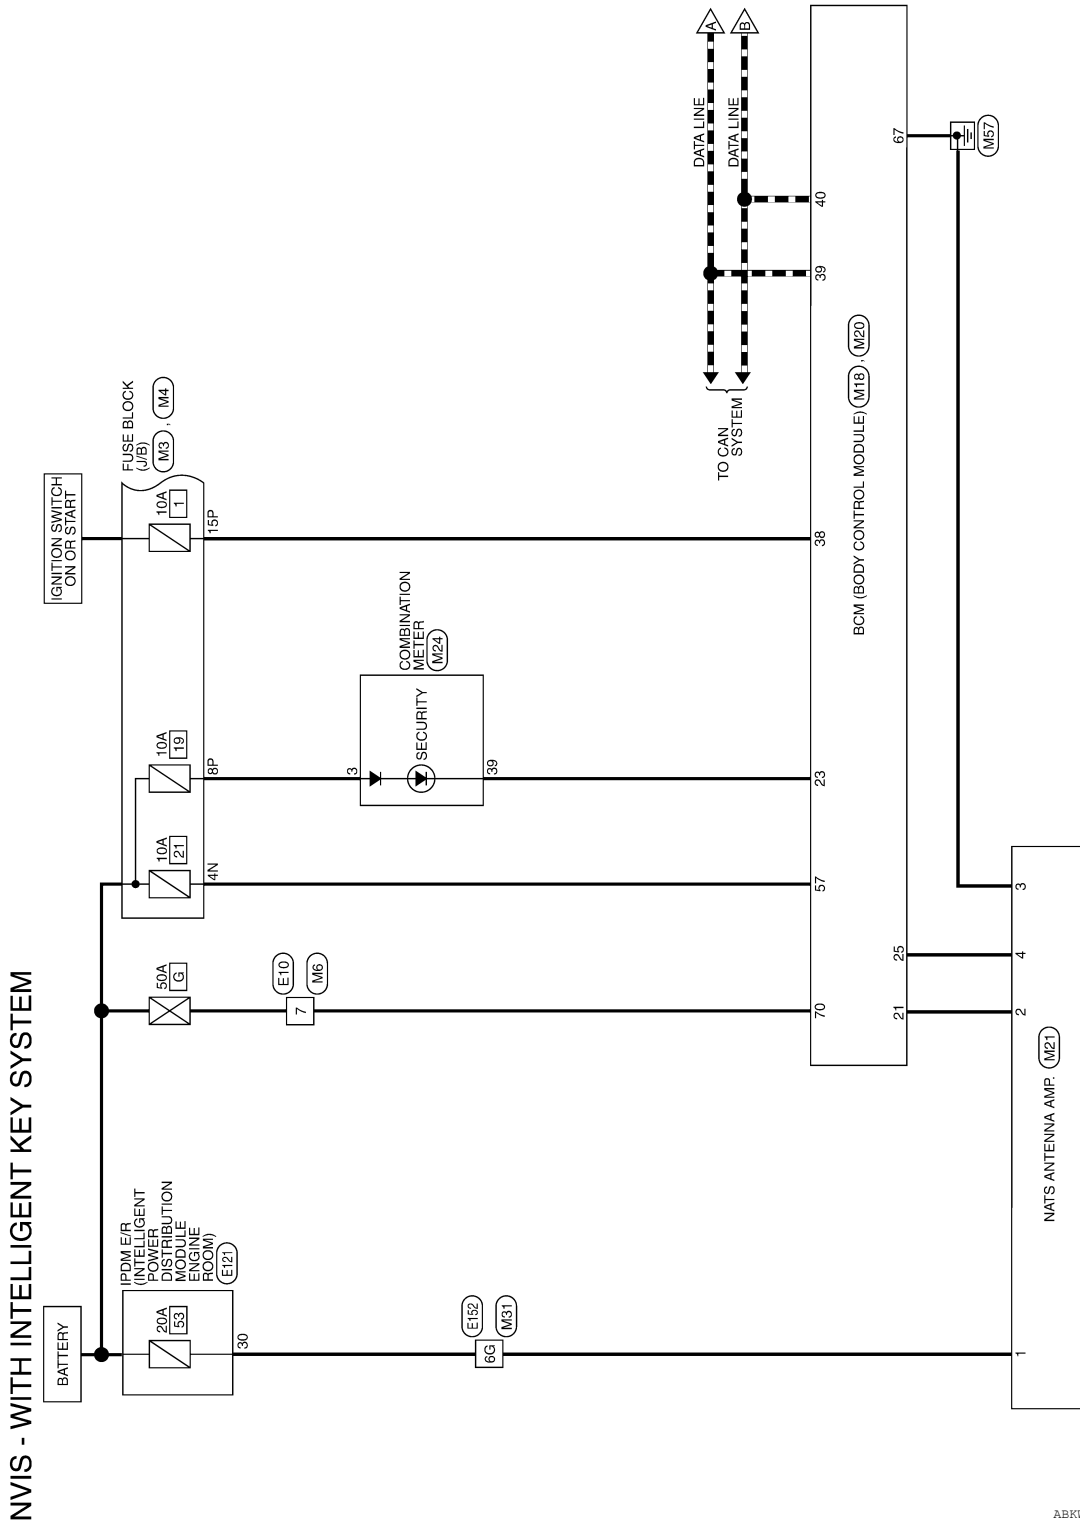 NVIS - WITH INTELLIGENT KEY SYSTEM
BATTERY
IGNITION SWITCH
ON OR START
IPDM E/R
(INTELLIGENT
POWER
DISTRIBUTION
MODULE
ENGINE
ROOM)
E121
20A
53
30
50A
G
10A
21
4N
10A
19
8P
10A
1
15P
FUSE BLOCK
(J/B)
M3 , M4
E10
7
M6
E152
6G
M31
3
COMBINATION
METER
M24
SECURITY
39
DATA LINE
A
DATA LINE
B
TO CAN
SYSTEM
70
57
23
38
39
40
BCM (BODY CONTROL MODULE) M18 , M20
21
25
67
M57
1
2
4
3
NATS ANTENNA AMP. M21